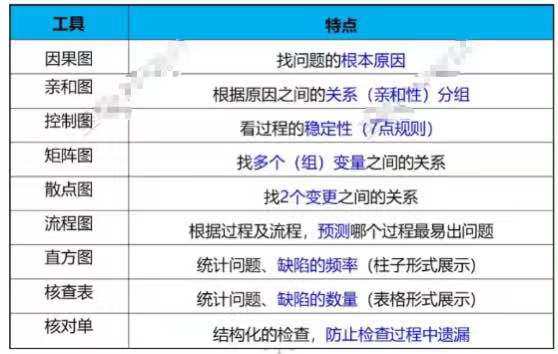 工具 特点
因果图 找问题的根本原因
亲和图 根据原因之间的关系（亲和性）分组
控制图 看过程的稳定性（7点规则）
矩阵图 找多个（组）变量之间的关系
散点图 找2个变更之间的关系
流程图 根据过程及流程，预测哪个过程最易出问题
直方图 统计问题、缺陷的频率（柱子形式展示）
核查表 统计问题、缺陷的数量（表格形式展示）
核对单 结构化的检查，防止检查过程中遗漏